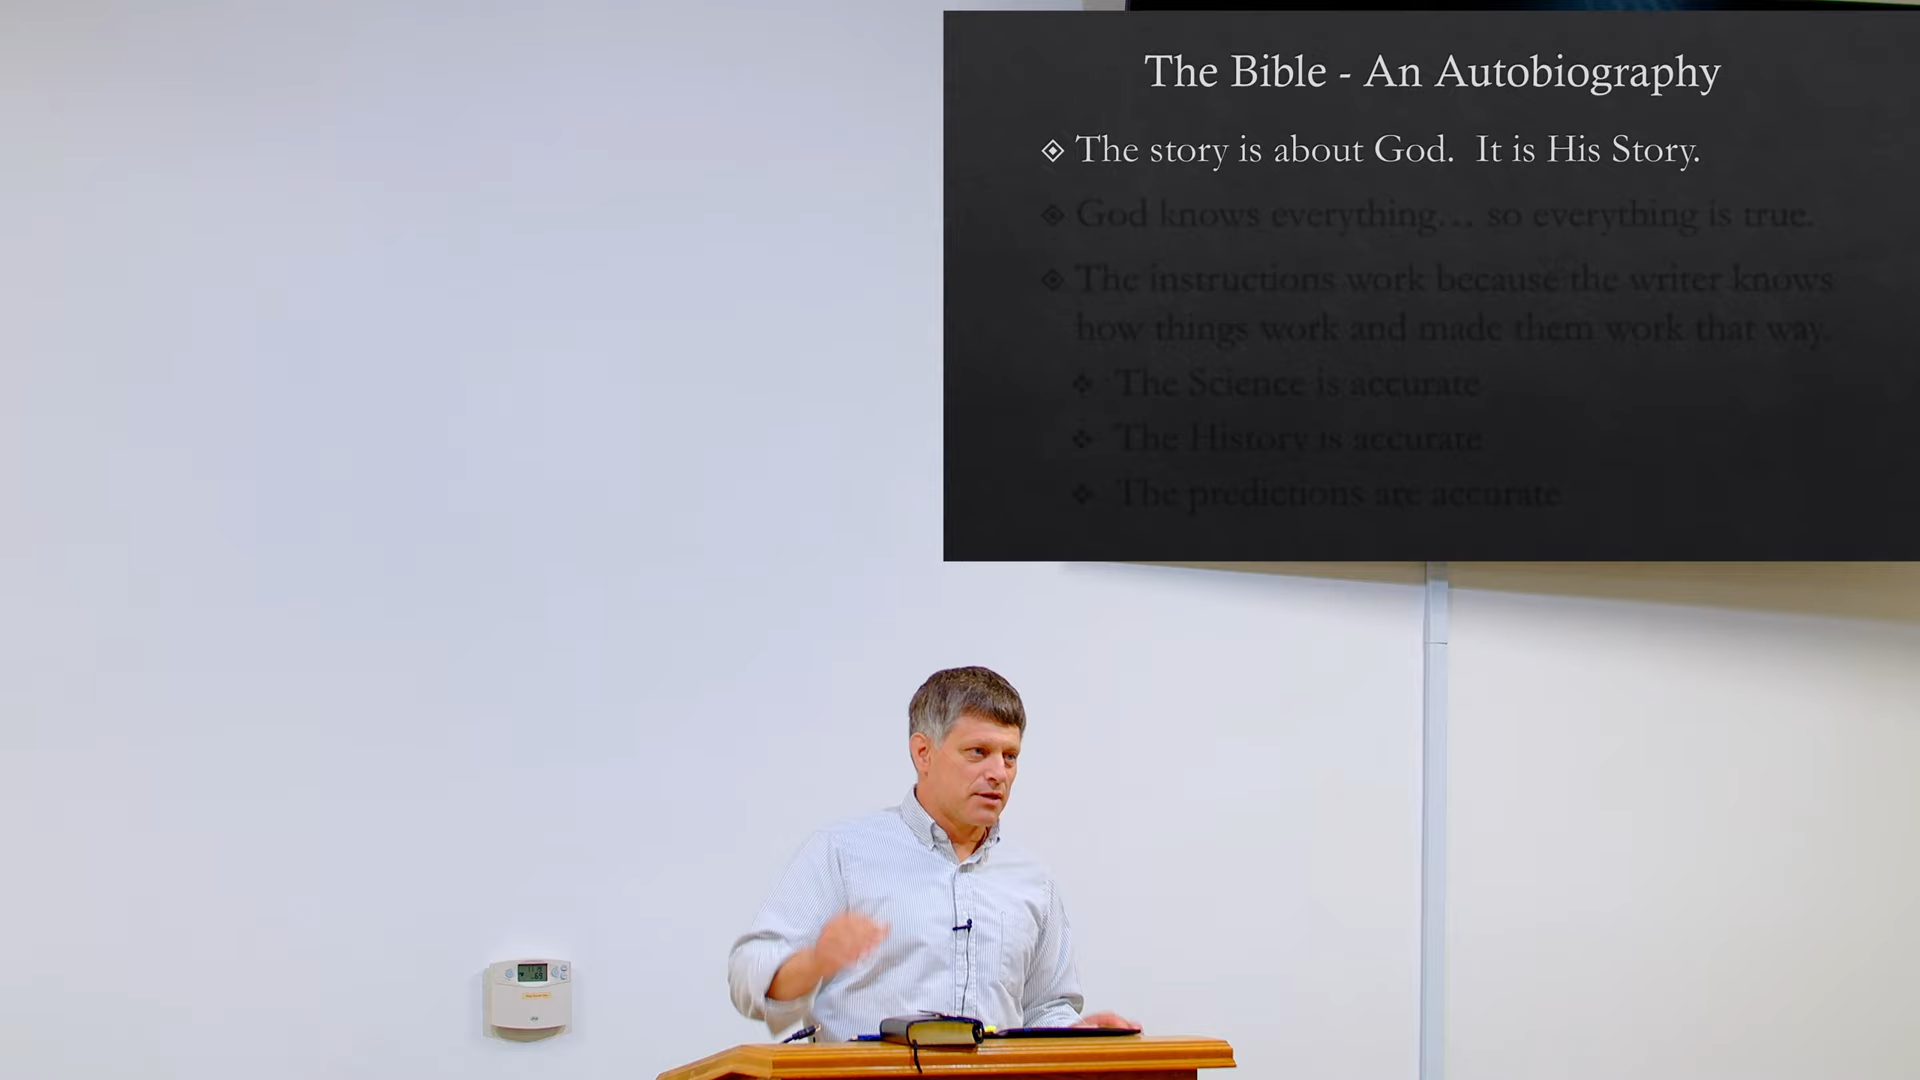 The Bible - An Autobiography
The story is about God. It is His Story.
God knows everything... so everything is true.
The instructions work because the writer knows
how things work and made them work that way.
The Science is accurate
The History is accurate
The predictions are accurate